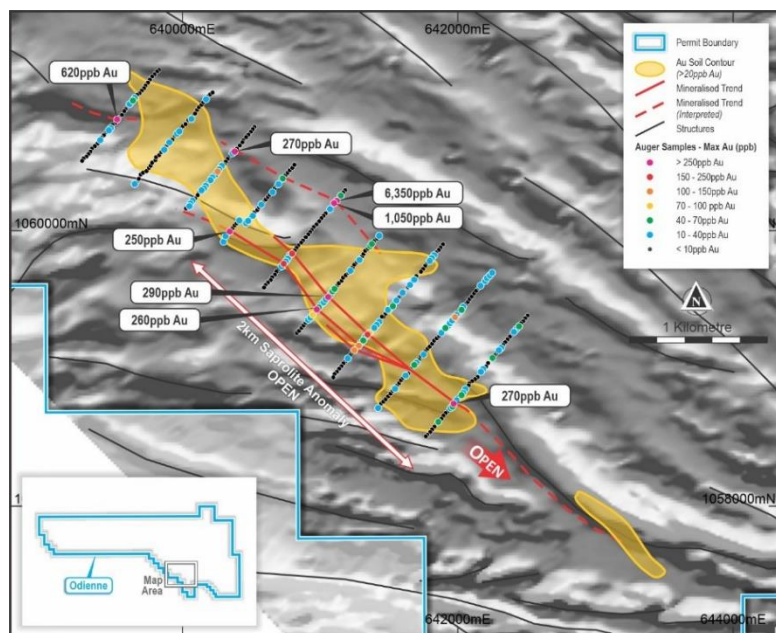 640000mE
642000mE
620ppb Au
270ppb Au
6,350ppb Au
1,050ppb Au
1060000mN
250ppb Au
290ppb Au
260ppb Au
2km Saprolite Anomaly
OPEN
270ppb Au
OPEN
1058000mN
642000mE
644000mE
Permit Boundary
Au Soil Contour
(>20ppb Au)
Mineralised Trend
Mineralised Trend
(Interpreted)
Structures
Auger Samples - Max Au (ppb)
> 250ppb Au
150 - 250ppb Au
100 - 150ppb Au
70 - 100 ppb Au
40 - 70ppb Au
10 - 40ppb Au
< 10ppb Au
N
1 Kilometre
Odienne
Map
Area